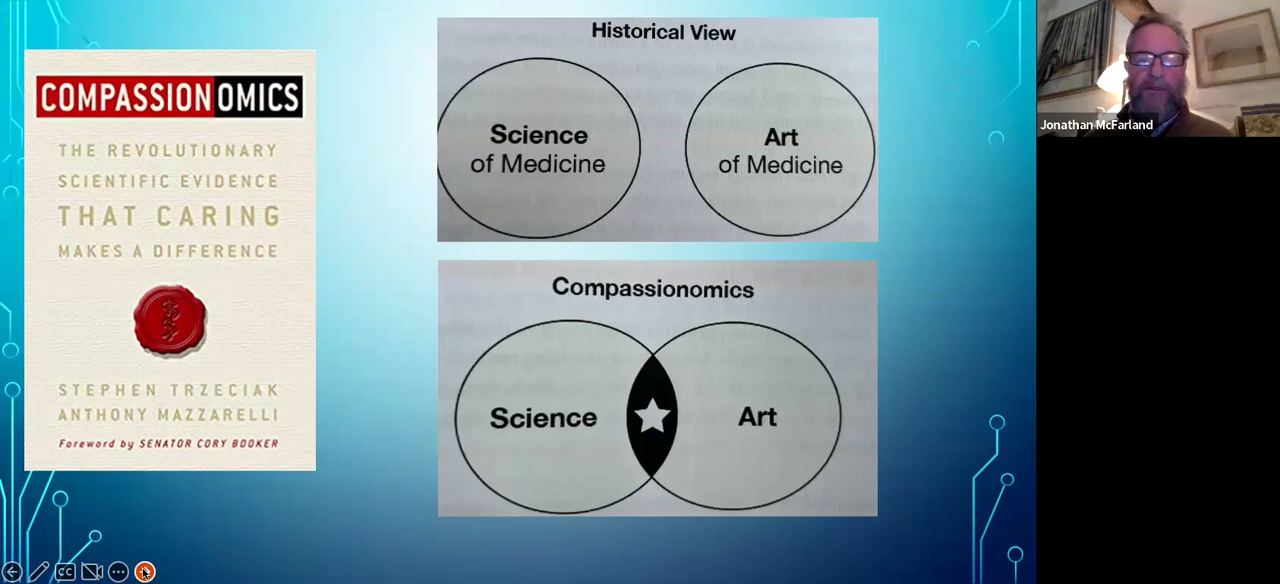 COMPASSIONOMICS
THE REVOLUTIONARY
SCIENTIFIC EVIDENCE
THAT CARING
MAKES A DIFFERENCE
STEPHEN TRZECIAK
ANTHONY MAZZARELLI
Foreword by SENATOR CORY BOOKER
Historical View
Science
of Medicine
Art
of Medicine
Compassionomics
Science
Art
Jonathan McFarland
CC